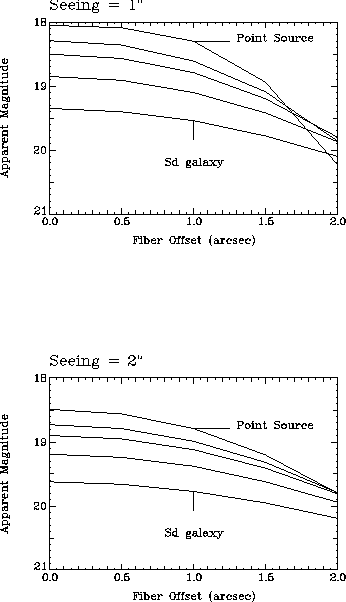 Seeing = 1"
18
Point Source
19
Apparent Magnitude
20
Sd galaxy
21
0.0 0.5 1.0 1.5 2.0
Fiber Offset (arcsec)
Seeing = 2"
18
Point Source
19
Apparent Magnitude
20
Sd galaxy
21
0.0 0.5 1.0 1.5 2.0
Fiber Offset (arcsec)